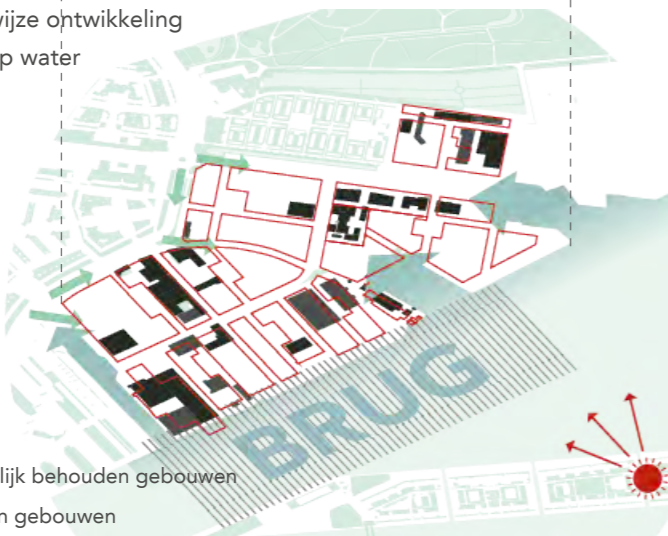 wijze ontwikkeling
p water
BRUG
lijk behouden gebouwen
n gebouwen